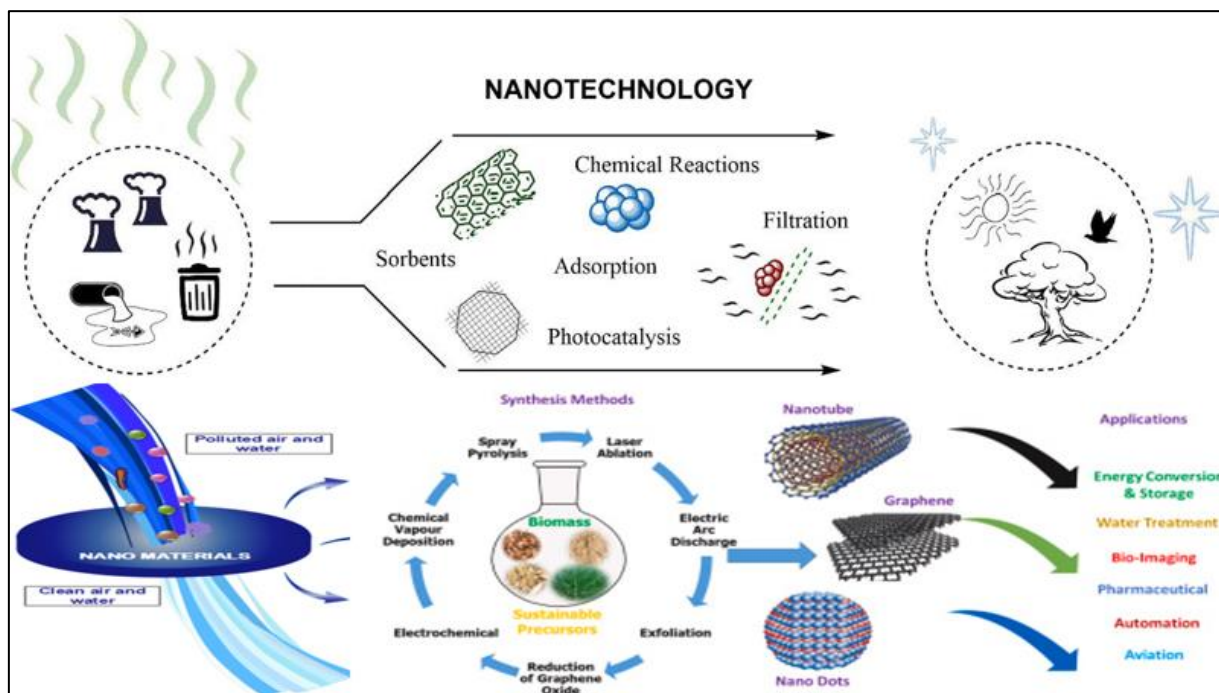 NANOTECHNOLOGY
Chemical Reactions
Filtration
Sorbents
Adsorption
Photocatalysis
Polluted air and
water
NANO MATERIALS
Clean air and
water
Synthesis Methods
Spray
Pyrolysis
Laser
Ablation
Chemical
Vapour
Deposition
Biomass
Electric
Arc
Discharge
Sustainable
Precursors
Electrochemical
Exfoliation
Reduction
of Graphene
Oxide
Nanotube
Graphene
Nano Dots
Applications
Energy Conversion
& Storage
Water Treatment
Bio-Imaging
Pharmaceutical
Automation
Aviation